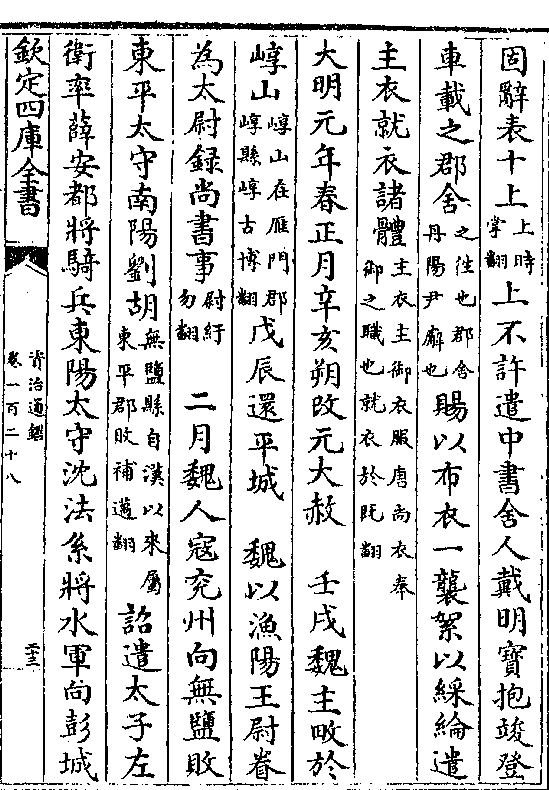 固辭表十上上時掌翻上不許遣中書舍人戴明寶抱竣登
車載之郡舍之往也郡舍丹陽尹廨也賜以布衣一襲絮以綵綸遣
主衣就衣諸體主衣主御衣服唐尚衣奉御之職也就衣於既翻
大明元年春正月辛亥朔改元大赦　壬戌魏主畋於
崞山崞山在雁門郡崞縣崞古博翻戊辰還平城　魏以漁陽王尉眷
為太尉録尚書事尉紆勿翻　二月魏人寇兖州向無鹽敗
東平太守南陽劉胡無鹽縣自漢以來屬東平郡敗補邁翻詔遣太子左
衛率薛安都將騎兵東陽太守沈法系將水軍向彭城
欽定四庫全書
資治通鑑
卷一百二十八